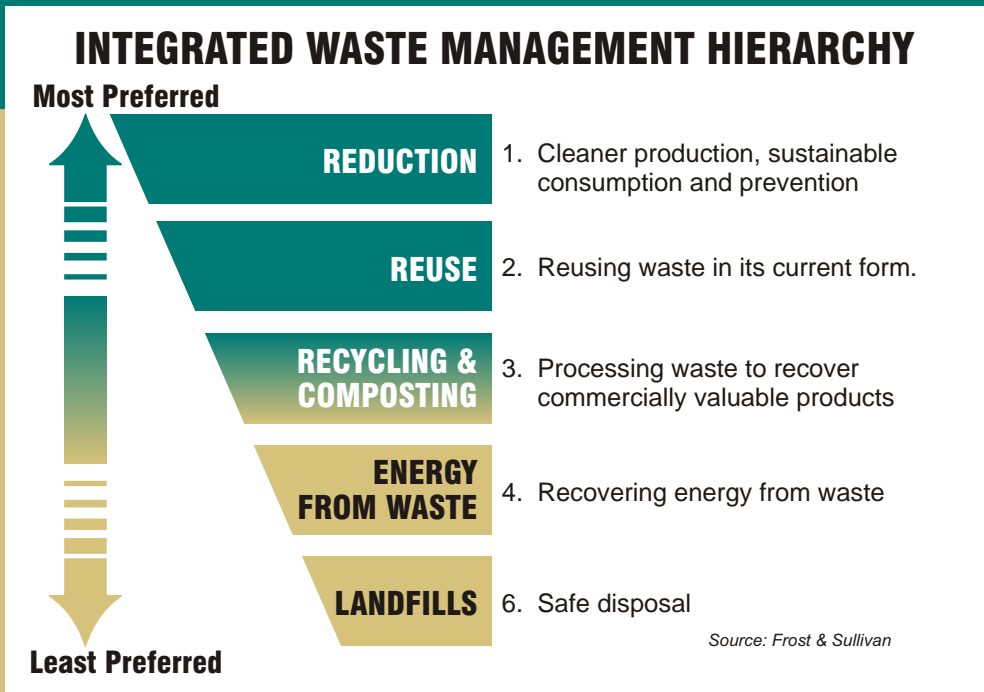 INTEGRATED WASTE MANAGEMENT HIERARCHY
Most Preferred
REDUCTION
1. Cleaner production, sustainable
consumption and prevention
REUSE
2. Reusing waste in its current form.
RECYCLING &
COMPOSTING
3. Processing waste to recover
commercially valuable products
ENERGY
FROM WASTE
4. Recovering energy from waste
LANDFILLS
6. Safe disposal
Source: Frost & Sullivan
Least Preferred